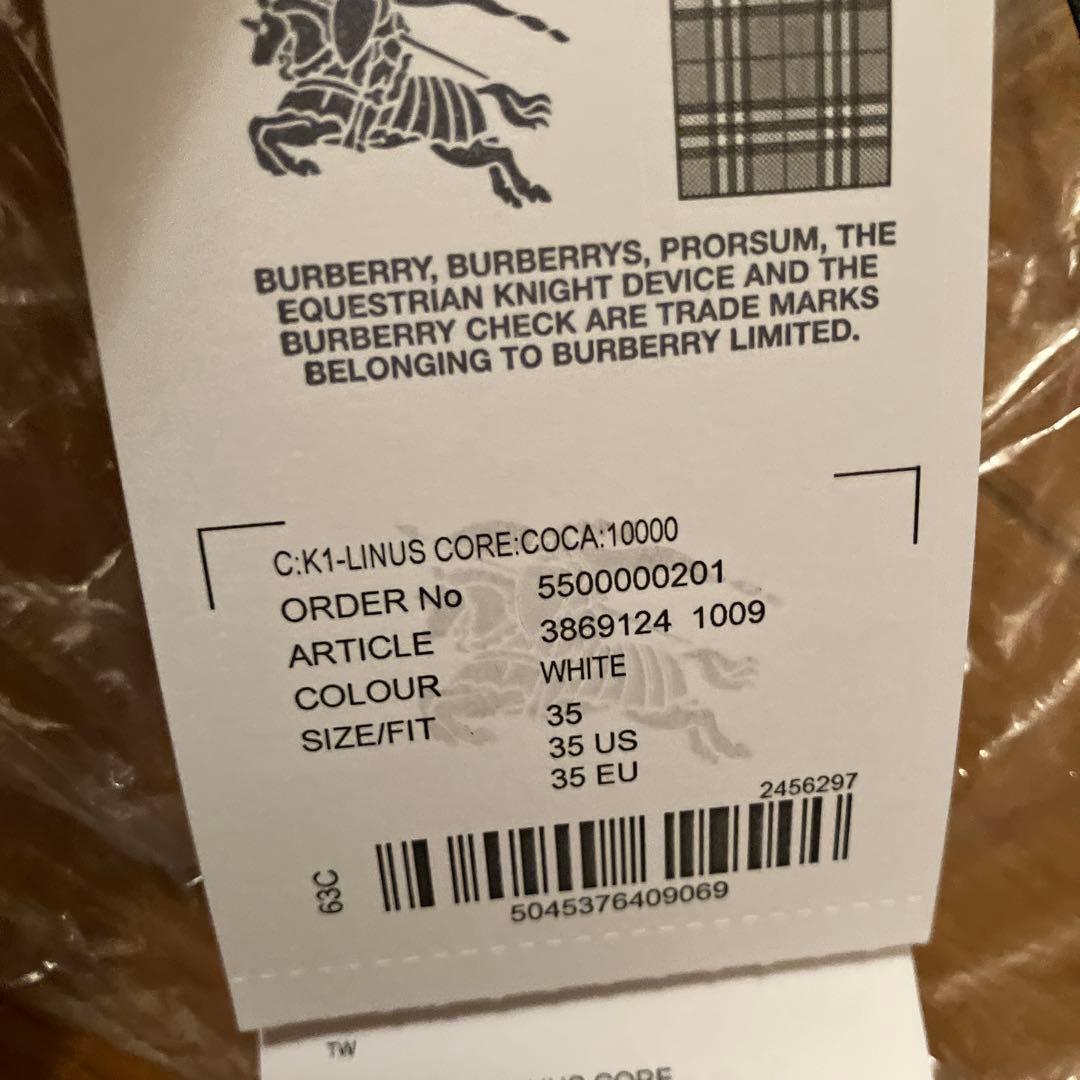 BURBERRY, BURBERRYS, PRORSUM, THE
EQUESTRIAN KNIGHT DEVICE AND THE
BURBERRY CHECK ARE TRADE MARKS
BELONGING TO BURBERRY LIMITED.
C:K1-LINUS CORE:COCA:10000
ORDER No 5500000201
ARTICLE 3869124 1009
COLOUR WHITE
SIZE/FIT 35
35 US
35 EU
2456297
63C
5045376409069
TW
CORE